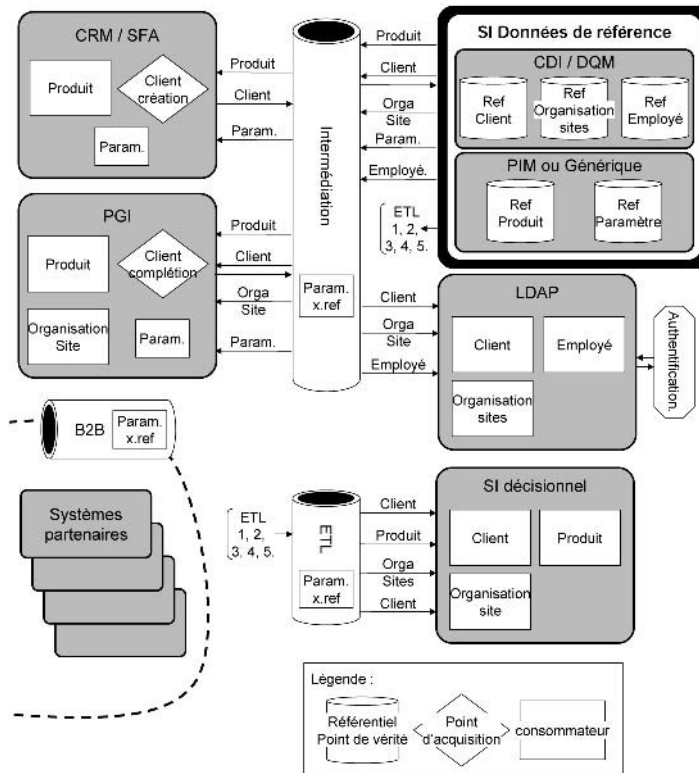 CRM / SFA
Produit
Client
création
Param.
Produit
Client
Param.
PGI
Produit
Client
complétion
Organisation
Site
Param.
Produit
Client
Orga
Site
Param.
Intermédiation
Param.
x.ref
Produit
Client
Orga
Site
Param.
Employé.
ETL
1, 2,
3, 4, 5.
SI Données de référence
CDI / DQM
Ref
Client
Ref
Organisation
sites
Ref
Employé
PIM ou Générique
Ref
Produit
Ref
Paramètre
Client
Orga
Site
Employé
LDAP
Client
Employé
Organisation
sites
Authentification.
B2B
Param.
x.ref
Systèmes
partenaires
ETL
1, 2,
3, 4, 5.
ETL
Param.
x.ref
Client
Produit
Orga
Sites
Client
SI décisionnel
Client
Produit
Organisation
site
Légende :
Référentiel
Point de vérité
Point
d'acquisition
consommateur